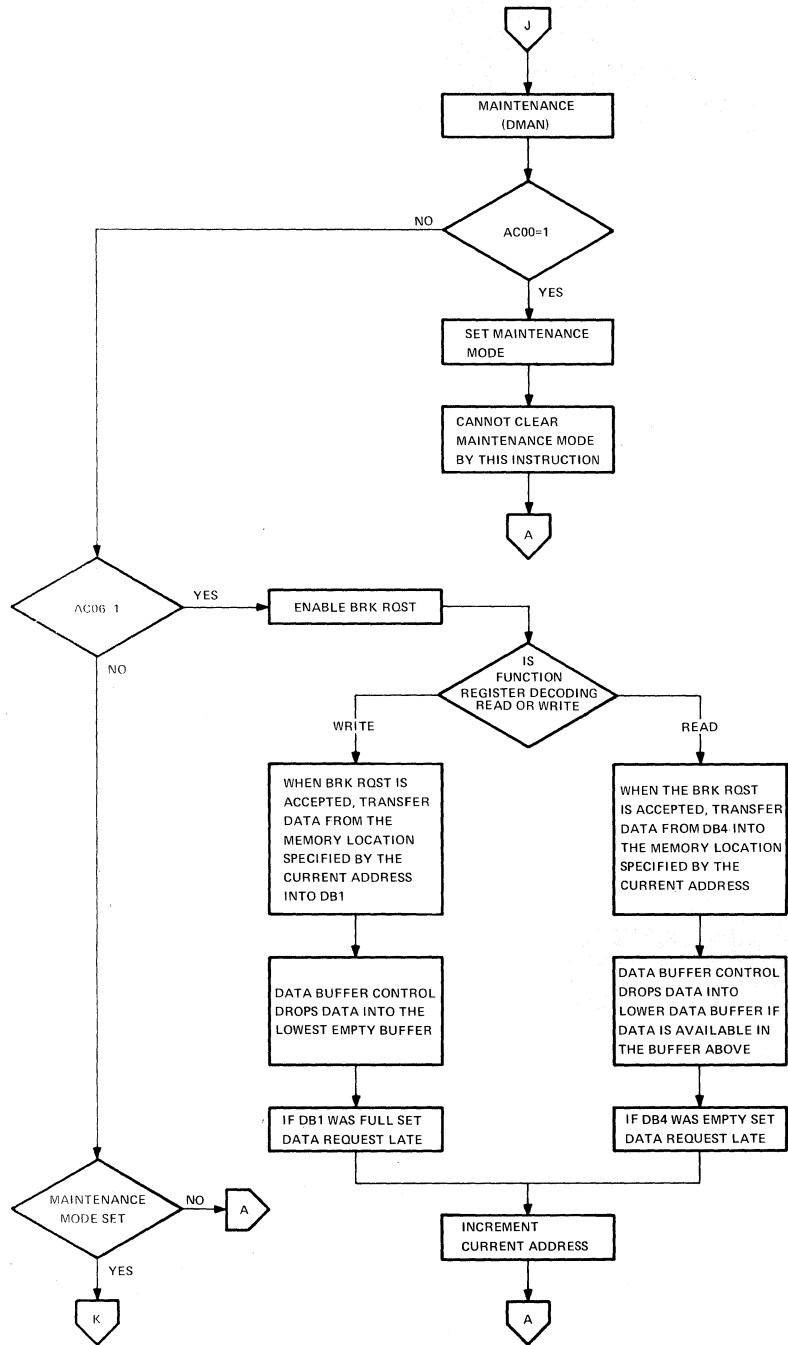 J
MAINTENANCE
(DMAN)
NO
AC00=1
YES
SET MAINTENANCE
MODE
CANNOT CLEAR
MAINTENANCE MODE
BY THIS INSTRUCTION
A
AC06 1
YES
ENABLE BRK RQST
NO
IS
FUNCTION
REGISTER DECODING
READ OR WRITE
WRITE
READ
WHEN BRK RQST IS
ACCEPTED, TRANSFER
DATA FROM THE
MEMORY LOCATION
SPECIFIED BY THE
CURRENT ADDRESS
INTO DB1
WHEN THE BRK RQST
IS ACCEPTED, TRANSFER
DATA FROM DB4 INTO
THE MEMORY LOCATION
SPECIFIED BY THE
CURRENT ADDRESS
DATA BUFFER CONTROL
DROPS DATA INTO THE
LOWEST EMPTY BUFFER
DATA BUFFER CONTROL
DROPS DATA INTO
LOWER DATA BUFFER IF
DATA IS AVAILABLE IN
THE BUFFER ABOVE
IF DB1 WAS FULL SET
DATA REQUEST LATE
IF DB4 WAS EMPTY SET
DATA REQUEST LATE
MAINTENANCE
MODE SET
NO
A
YES
K
INCREMENT
CURRENT ADDRESS
A